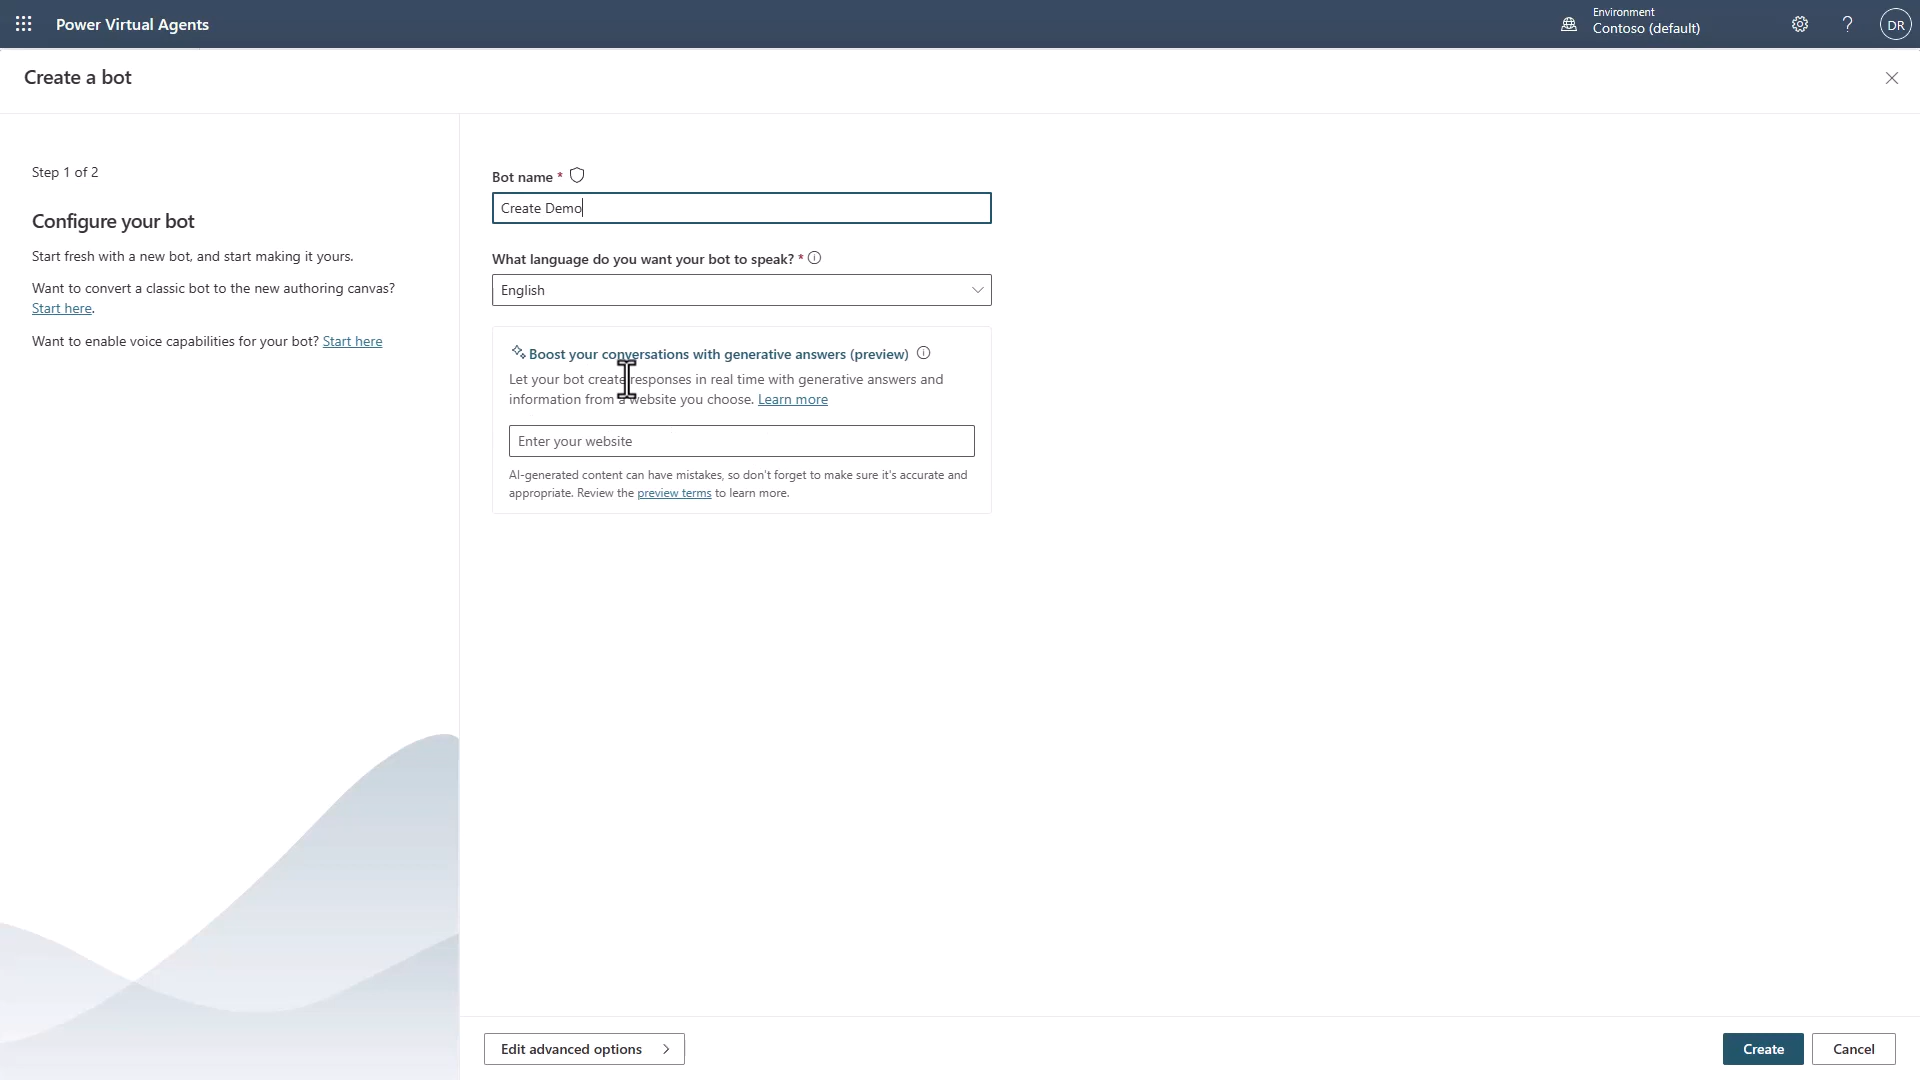 Power Virtual Agents
Environment
Contoso (default)
?
DR
Create a bot
Step 1 of 2
Configure your bot
Start fresh with a new bot, and start making it yours.
Want to convert a classic bot to the new authoring canvas?
Start here.
Want to enable voice capabilities for your bot? Start here
Bot name *
Create Demo
What language do you want your bot to speak? *
English
Boost your conversations with generative answers (preview)
Let your bot create responses in real time with generative answers and
information from a website you choose. Learn more
Enter your website
AI-generated content can have mistakes, so don't forget to make sure it's accurate and
appropriate. Review the preview terms to learn more.
Edit advanced options
Create
Cancel